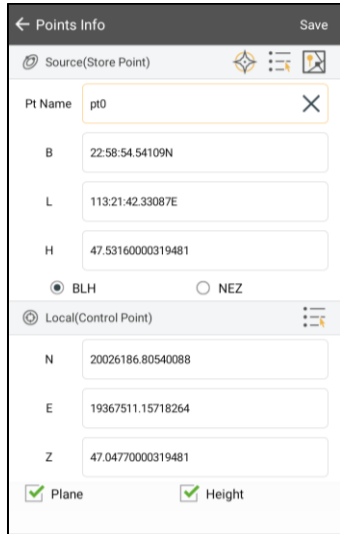 Points Info Save
Source(Store Point)
Pt Name pt0
B 22:58:54.54109N
L 113:21:42.33087E
H 47.53160000319481
BLH NEZ
Local(Control Point)
N 20026186.80540088
E 19367511.15718264
Z 47.04770000319481
Plane Height